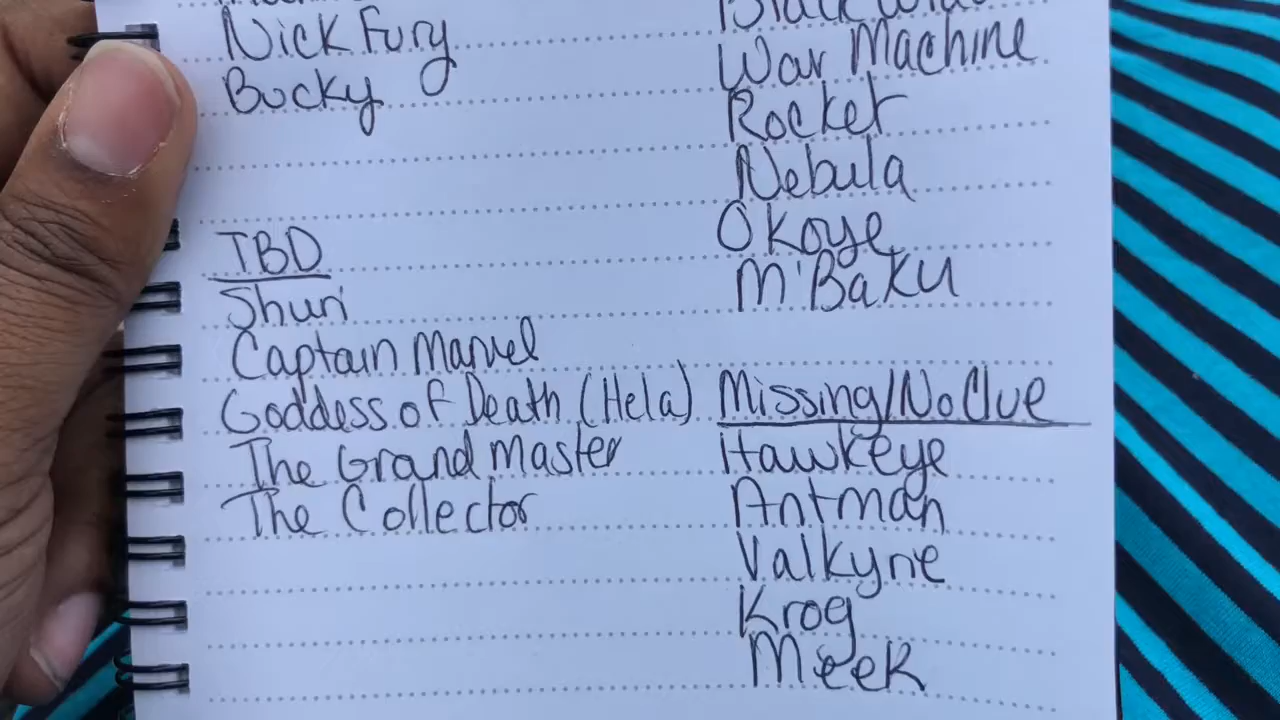 Nick Fury
Bucky
TBD
Shuri
Captain Marvel
Goddess of Death (Hela)
The Grand Master
The Collector
War Machine
Rocket
Nebula
Okoye
M'Baku
Missing/No Clue
Hawkeye
Antman
Valkyrie
Krog
Meek